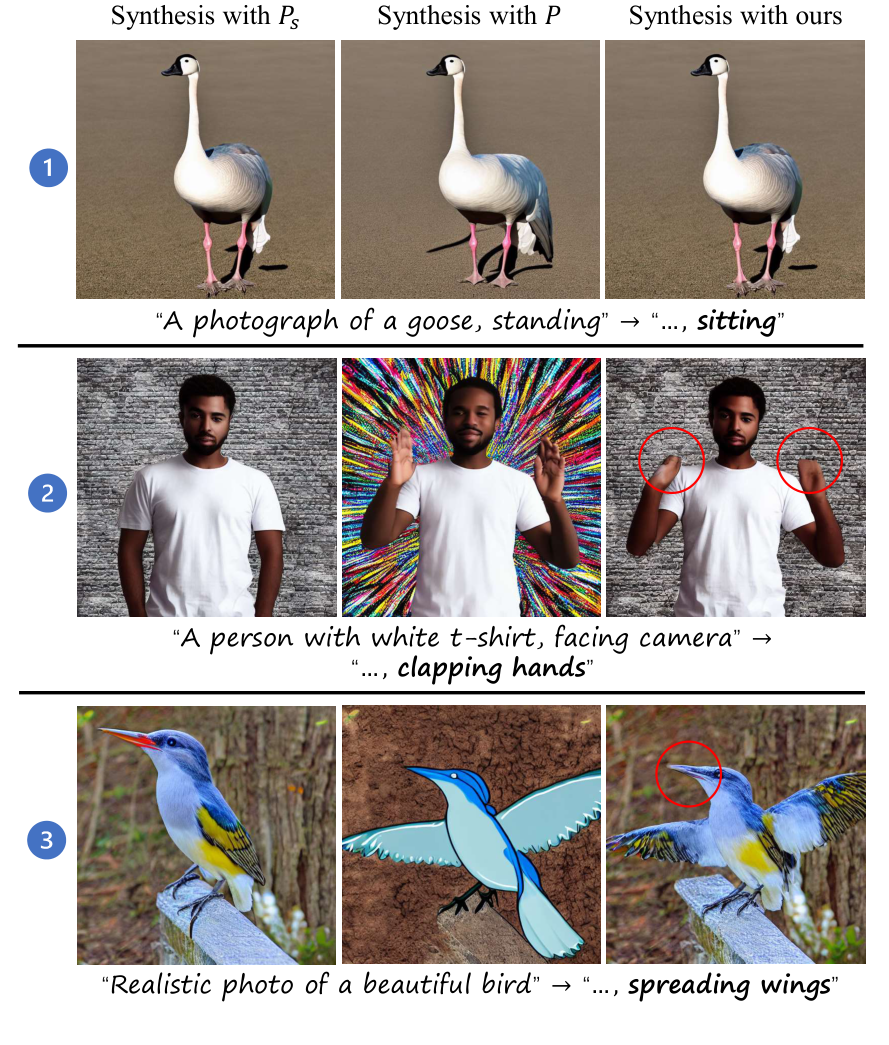 Synthesis with Pₛ
Synthesis with P
Synthesis with ours
1
“A photograph of a goose, standing” → “..., sitting”
2
“A person with white t-shirt, facing camera” →
“..., clapping hands”
3
“Realistic photo of a beautiful bird” → “..., spreading wings”